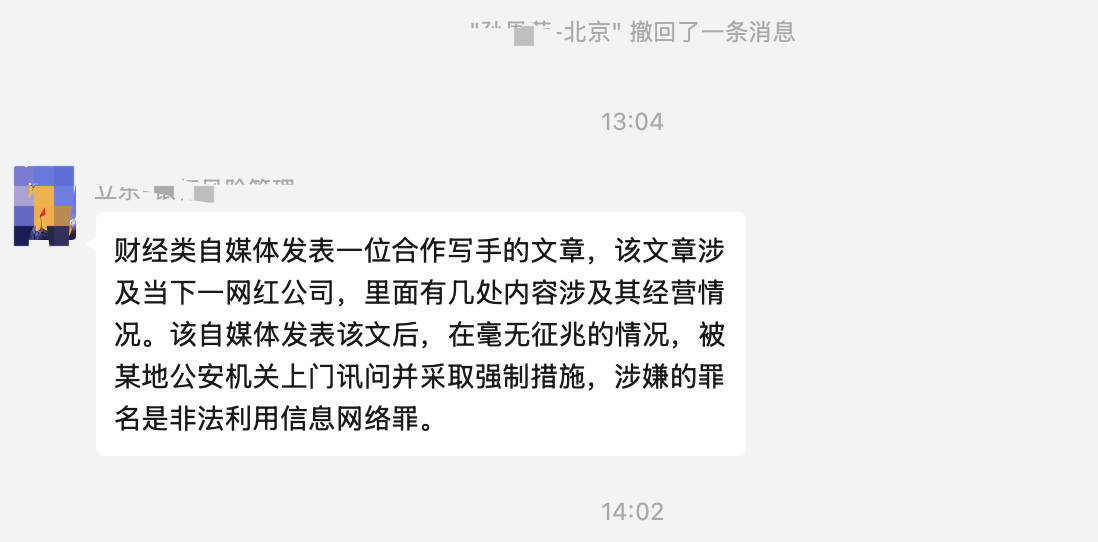 -北京" 撤回了一条消息
13:04
财经类自媒体发表一位合作写手的文章，该文章涉
及当下一网红公司，里面有几处内容涉及其经营情
况。该自媒体发表该文后，在毫无征兆的情况，被
某地公安机关上门讯问并采取强制措施，涉嫌的罪
名是非法利用信息网络罪。
14:02